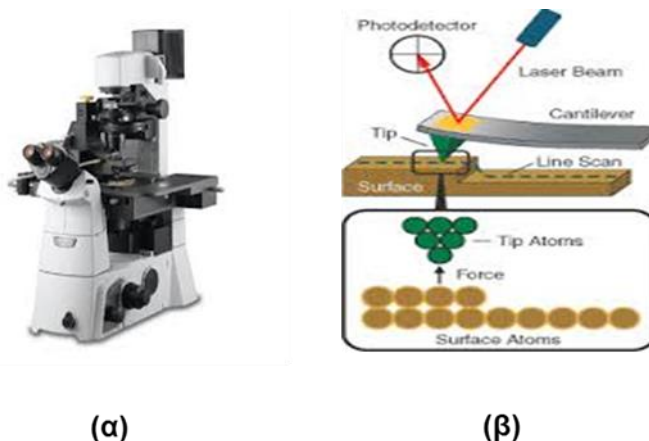 Photodetector
Laser Beam
Cantilever
Tip
Line Scan
Surface
Tip Atoms
Force
Surface Atoms
(α)
(β)